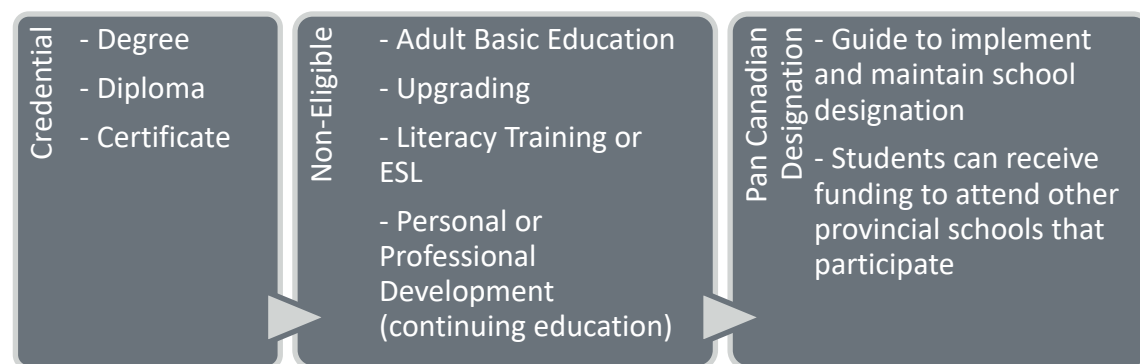 Credential
- Degree
- Diploma
- Certificate
Non-Eligible
- Adult Basic Education
- Upgrading
- Literacy Training or
ESL
- Personal or
Professional
Development
(continuing education)
Pan Canadian
Designation
- Guide to implement
and maintain school
designation
- Students can receive
funding to attend other
provincial schools that
participate